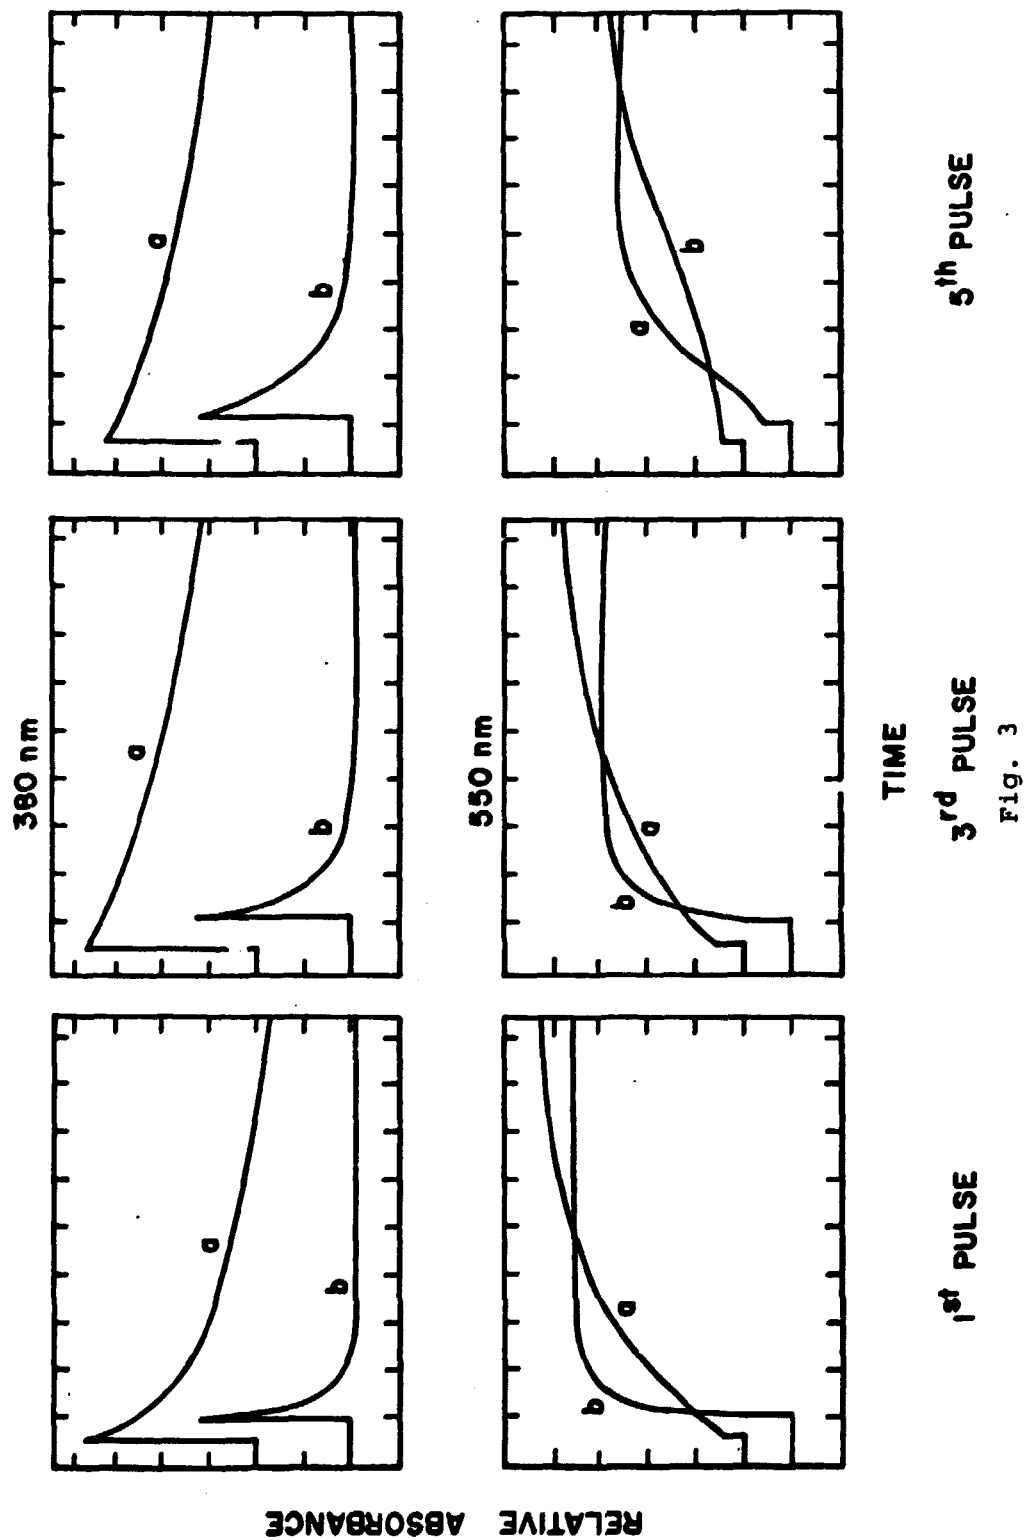 RELATIVE ABSORBANCE
380 nm
a
b
a
b
a
b
550 nm
b
a
b
a
a
b
TIME
1st PULSE
3rd PULSE
5th PULSE
Fig. 3